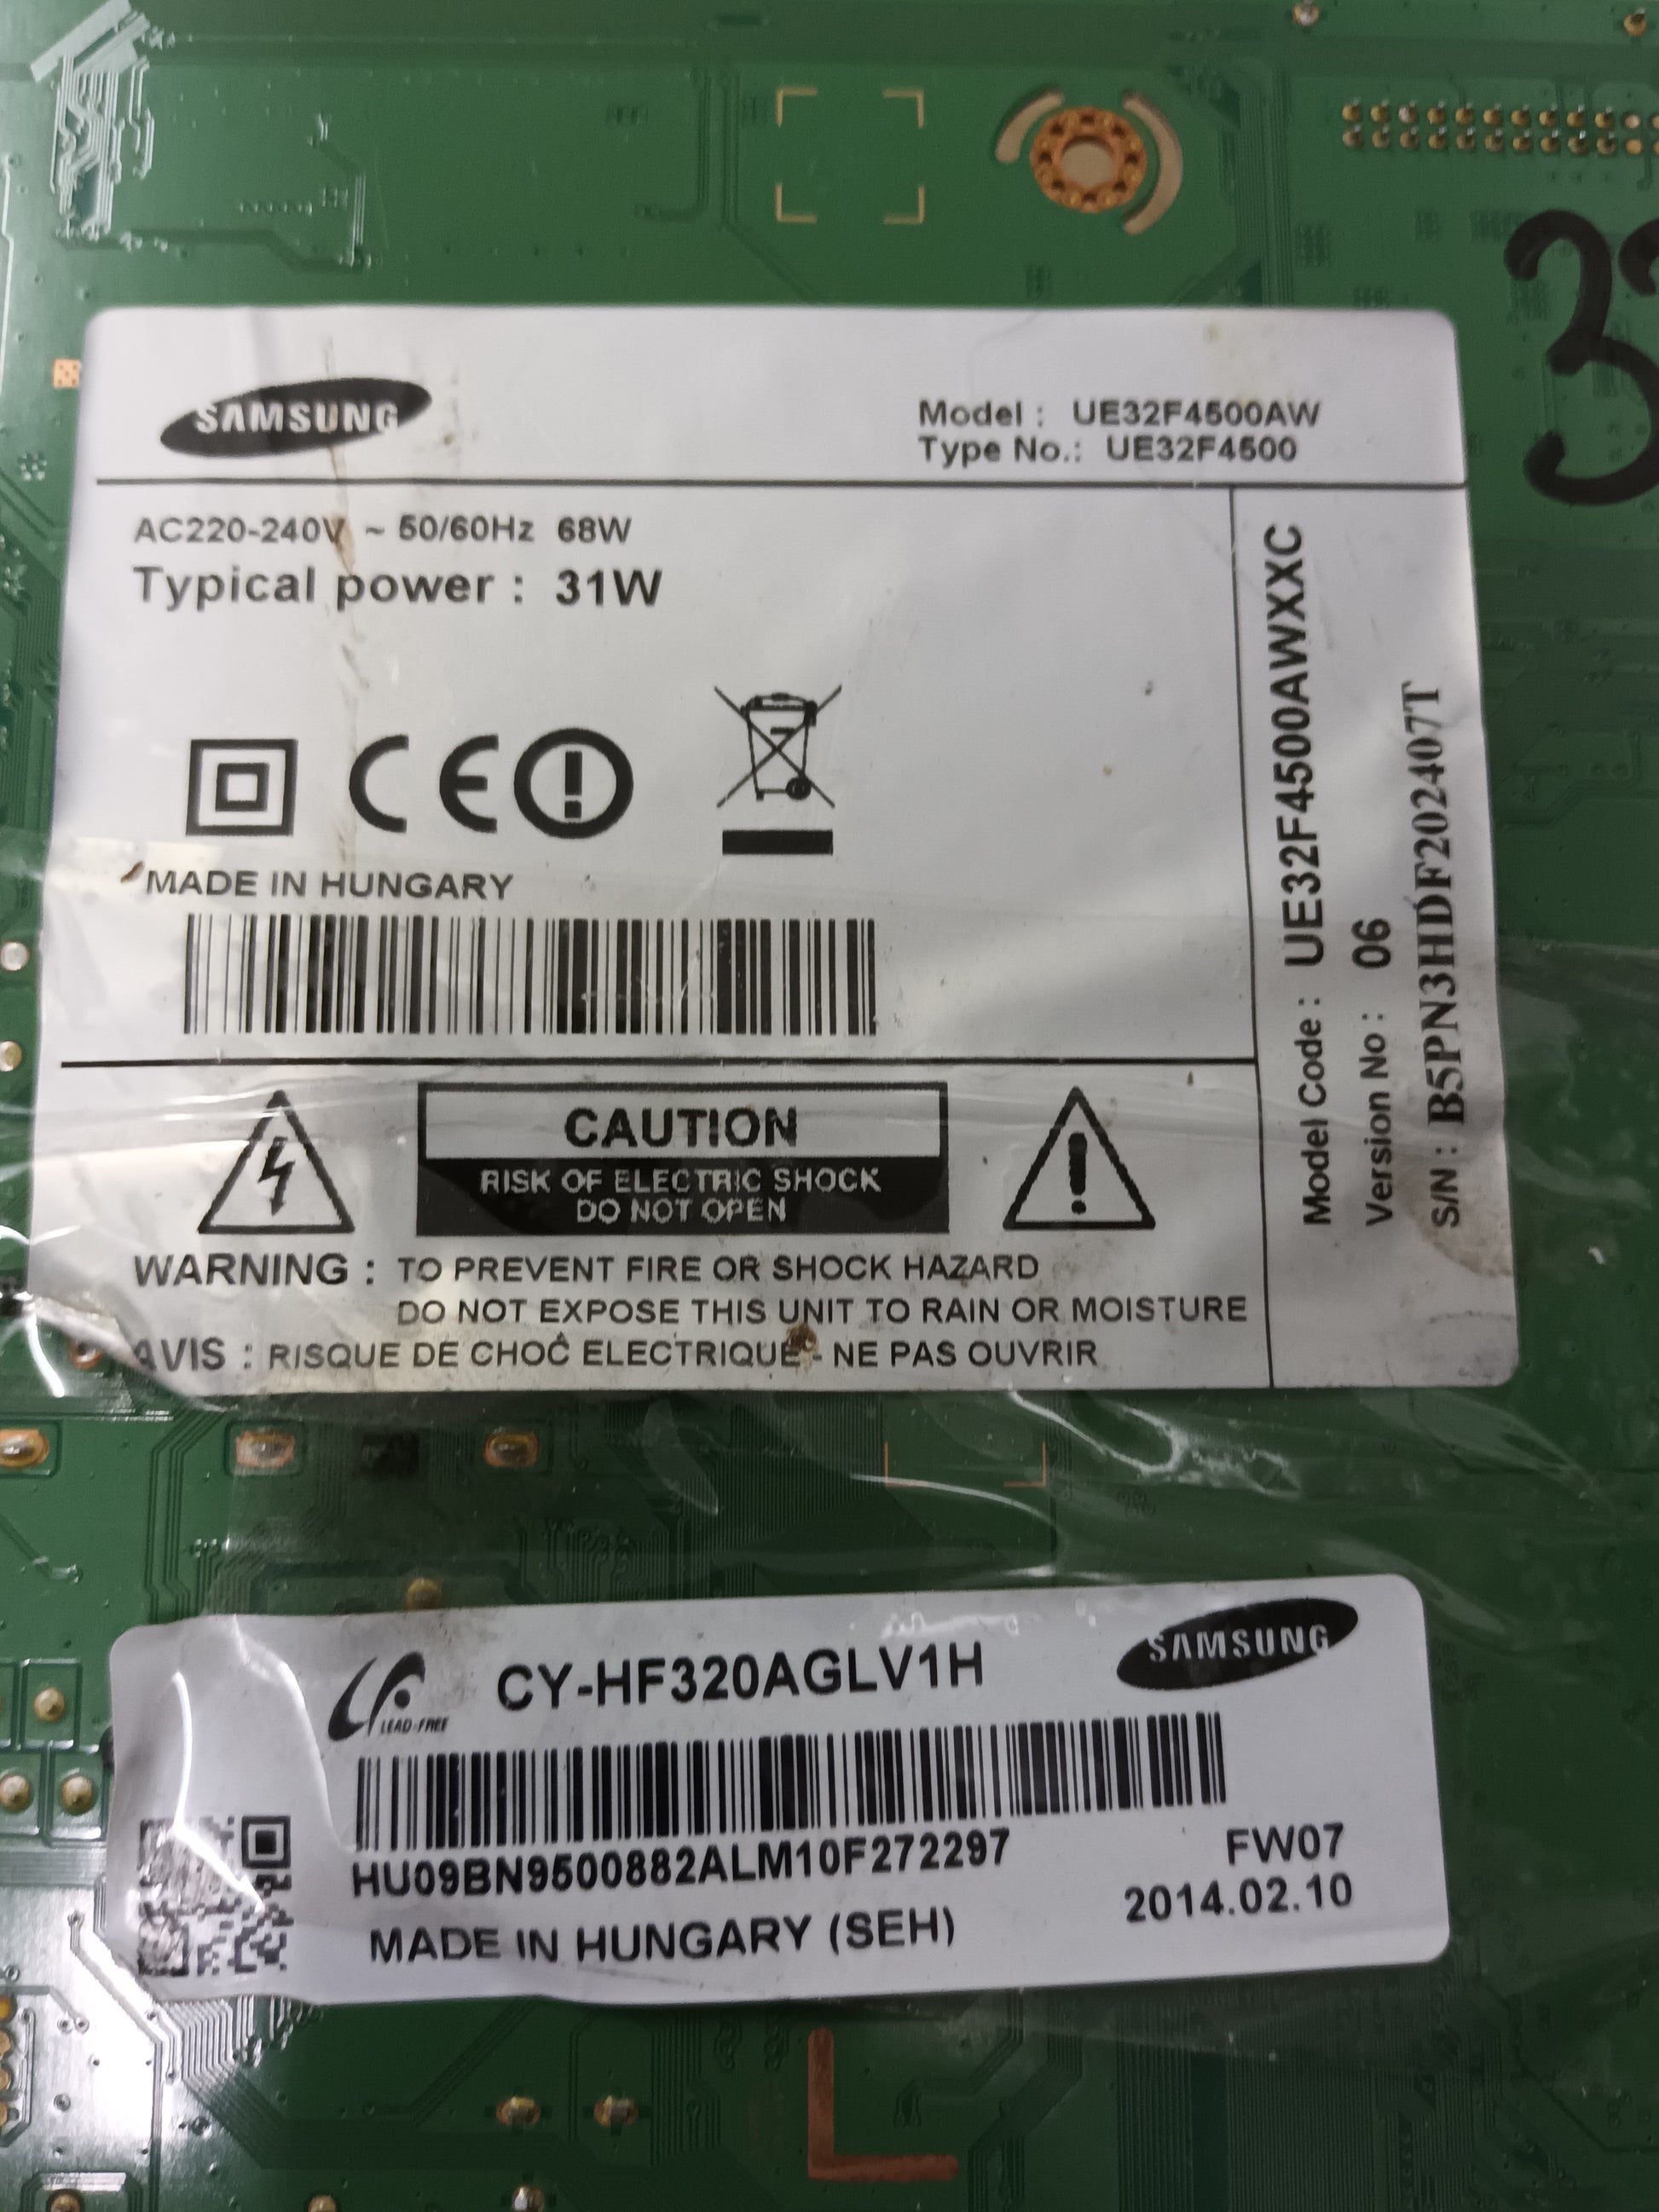 SAMSUNG
Model : UE32F4500AW
Type No.: UE32F4500
AC220-240V ~ 50/60Hz 68W
Typical power : 31W
CE
MADE IN HUNGARY
CAUTION
RISK OF ELECTRIC SHOCK
DO NOT OPEN
WARNING : TO PREVENT FIRE OR SHOCK HAZARD
DO NOT EXPOSE THIS UNIT TO RAIN OR MOISTURE
AVIS : RISQUE DE CHOC ELECTRIQUE - NE PAS OUVRIR
Model Code : UE32F4500AWXXC
Version No : 06
S/N : B5PN3HDF202407T
LEAD-FREE
CY-HF320AGLV1H
SAMSUNG
HU09BN9500882ALM10F272297
FW07
2014.02.10
MADE IN HUNGARY (SEH)